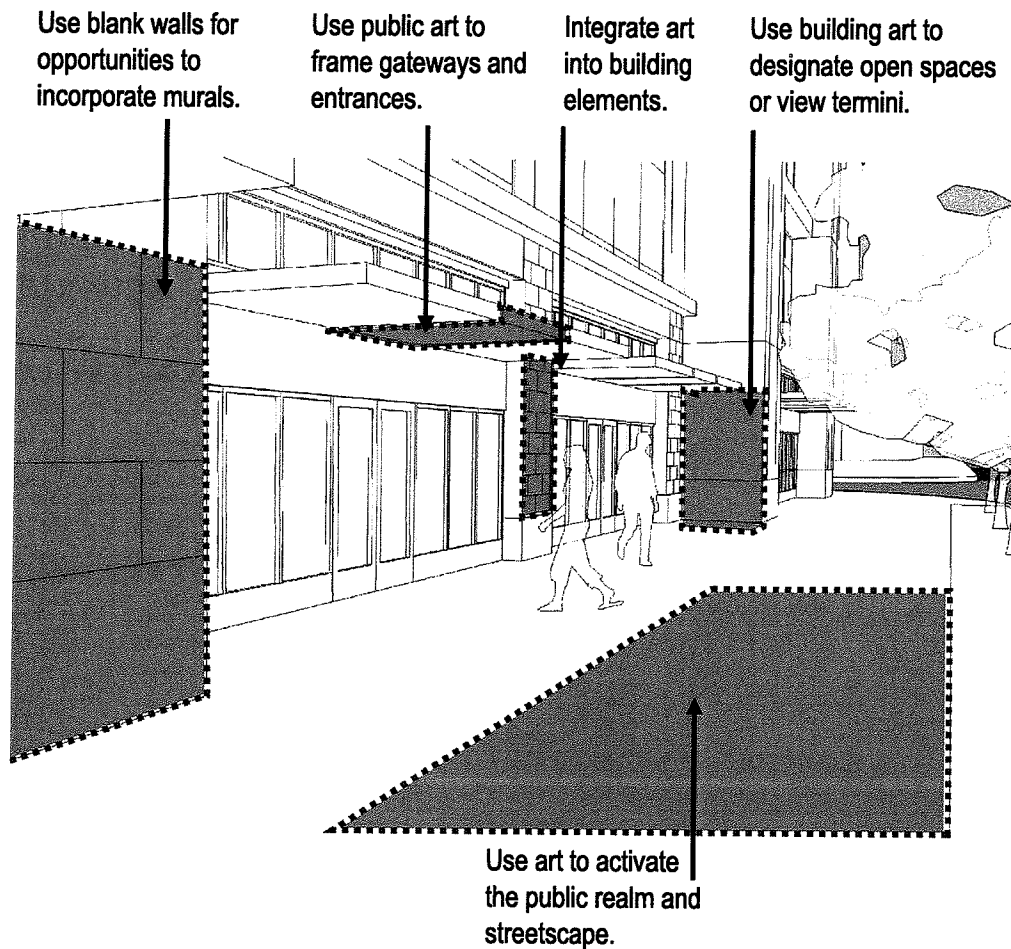 Use blank walls for
opportunities to
incorporate murals.
Use public art to
frame gateways and
entrances.
Integrate art
into building
elements.
Use building art to
designate open spaces
or view termini.
Use art to activate
the public realm and
streetscape.